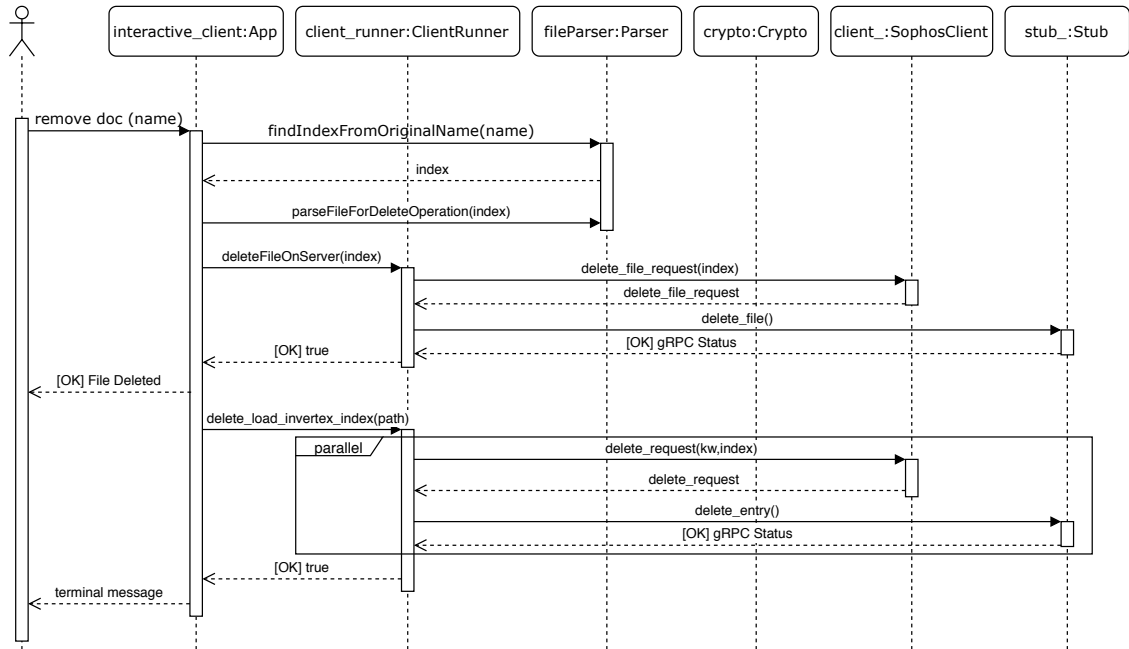 interactive_client:App
client_runner:ClientRunner
fileParser:Parser
crypto:Crypto
client_:SophosClient
stub_:Stub
remove doc (name)
findIndexFromOriginalName(name)
index
parseFileForDeleteOperation(index)
deleteFileOnServer(index)
delete_file_request(index)
delete_file_request
delete_file()
[OK] gRPC Status
[OK] true
[OK] File Deleted
delete_load_invertex_index(path)
parallel
delete_request(kw,index)
delete_request
delete_entry()
[OK] gRPC Status
[OK] true
terminal message